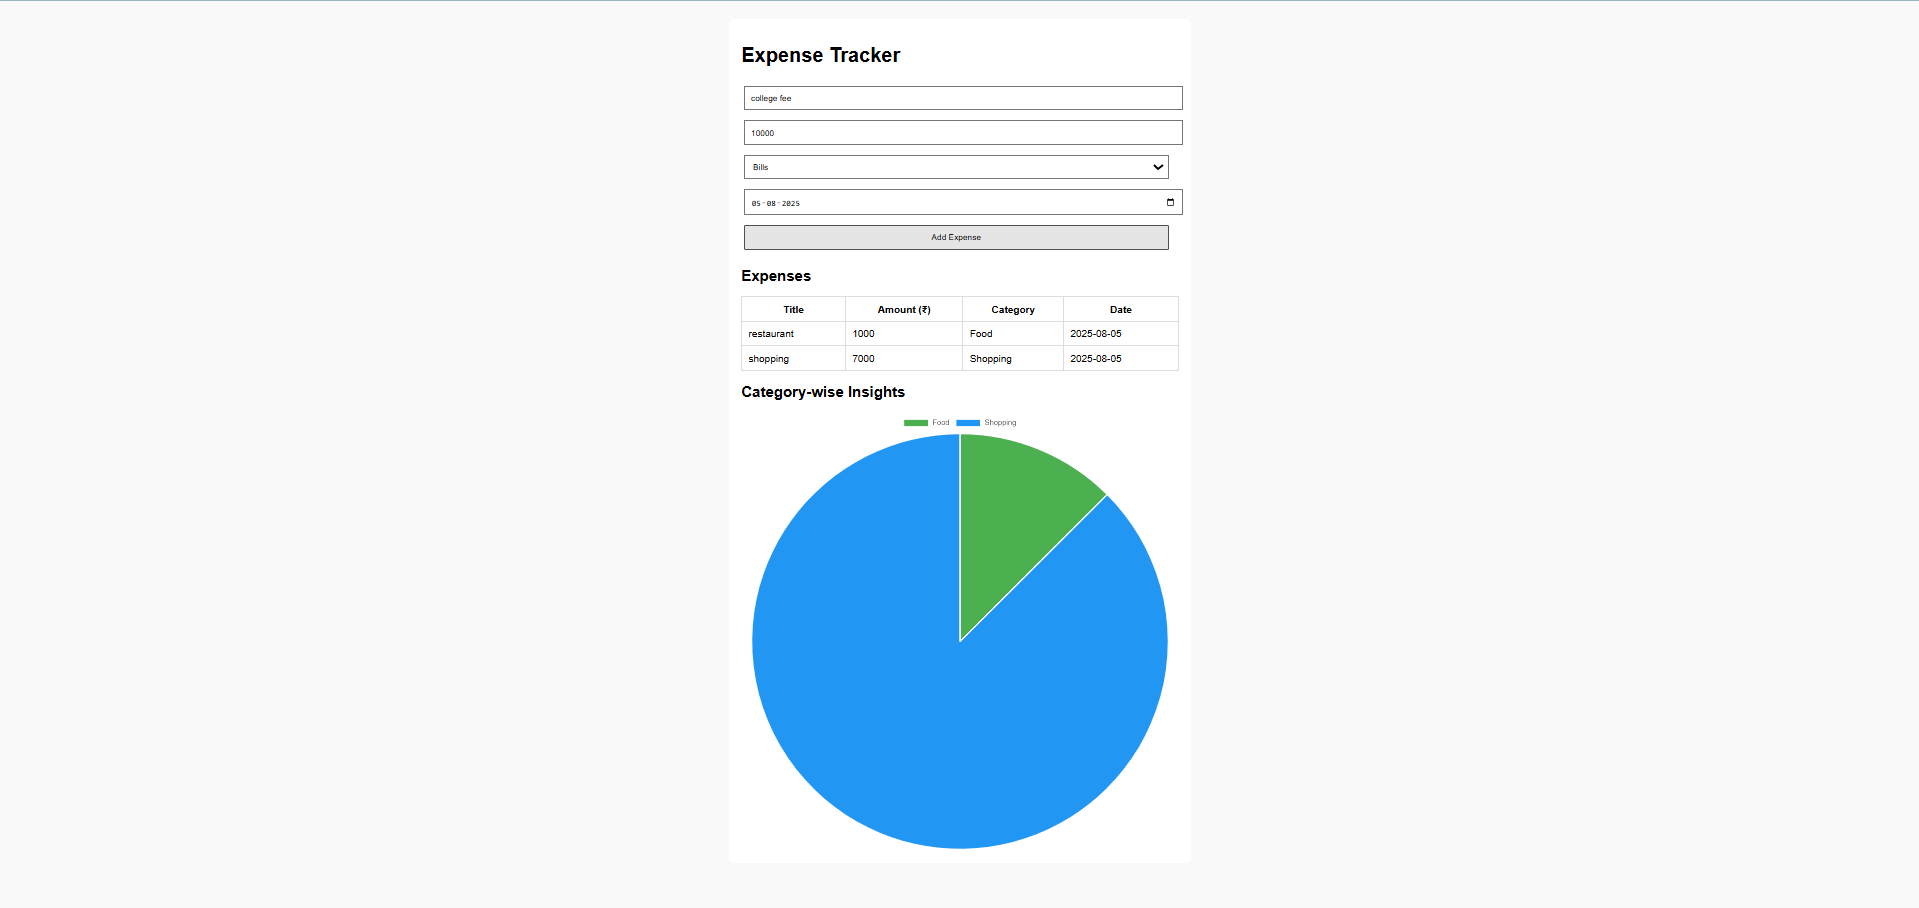 Expense Tracker
college fee
10000
Bills
05-08-2025
Add Expense
Expenses
Title Amount (₹) Category Date
restaurant 1000 Food 2025-08-05
shopping 7000 Shopping 2025-08-05
Category-wise Insights
Food Shopping